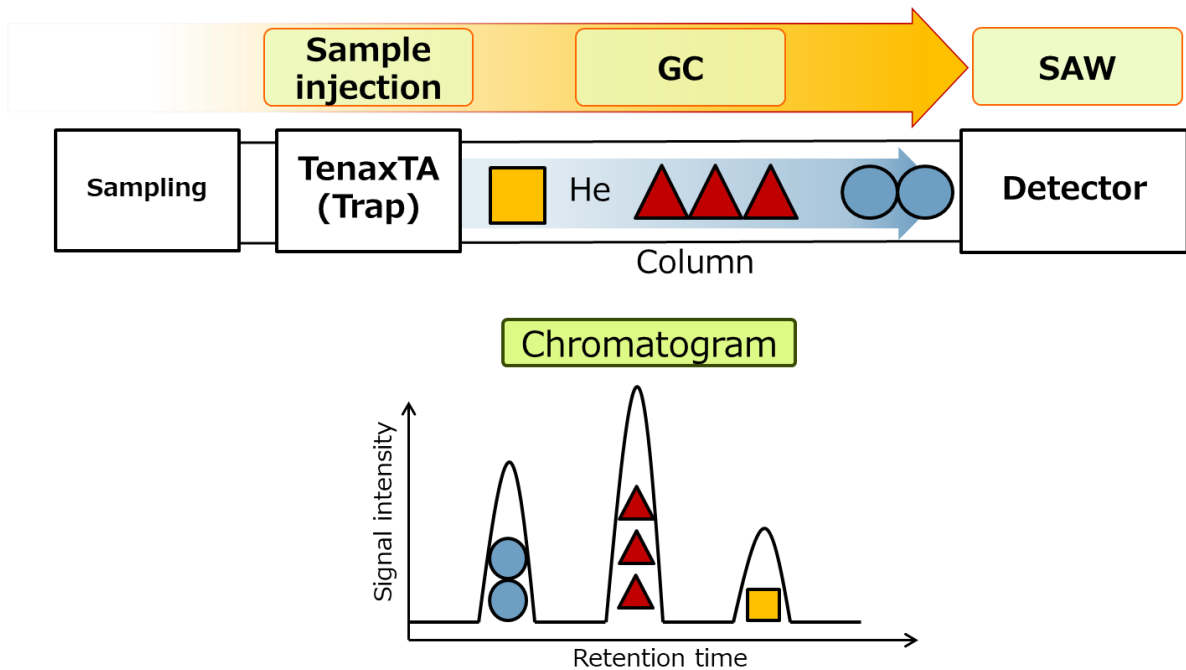 Sample
injection
GC
SAW
Sampling
TenaxTA
(Trap)
He
Detector
Column
Chromatogram
Signal intensity
Retention time